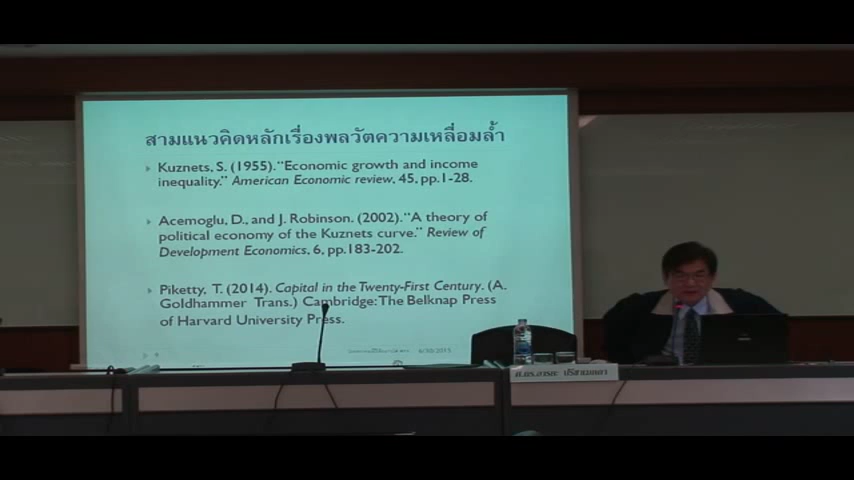 สามแนวคิดหลักเรื่องพลวัตความเหลื่อมล้ำ
Kuznets, S. (1955). “Economic growth and income
inequality.” American Economic review, 45, pp.1-28.
Acemoglu, D., and J. Robinson. (2002). “A theory of
political economy of the Kuznets curve.” Review of
Development Economics, 6, pp.183-202.
Piketty, T. (2014). Capital in the Twenty-First Century. (A.
Goldhammer Trans.) Cambridge: The Belknap Press
of Harvard University Press.